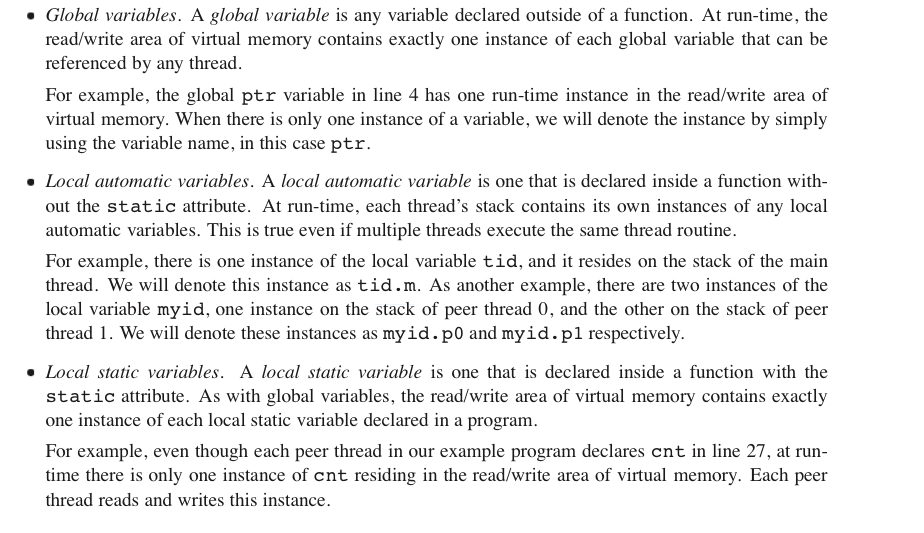 • Global variables. A global variable is any variable declared outside of a function. At run-time, the
read/write area of virtual memory contains exactly one instance of each global variable that can be
referenced by any thread.
For example, the global ptr variable in line 4 has one run-time instance in the read/write area of
virtual memory. When there is only one instance of a variable, we will denote the instance by simply
using the variable name, in this case ptr.
• Local automatic variables. A local automatic variable is one that is declared inside a function with-
out the static attribute. At run-time, each thread's stack contains its own instances of any local
automatic variables. This is true even if multiple threads execute the same thread routine.
For example, there is one instance of the local variable tid, and it resides on the stack of the main
thread. We will denote this instance as tid.m. As another example, there are two instances of the
local variable myid, one instance on the stack of peer thread 0, and the other on the stack of peer
thread 1. We will denote these instances as myid.p0 and myid.p1 respectively.
• Local static variables. A local static variable is one that is declared inside a function with the
static attribute. As with global variables, the read/write area of virtual memory contains exactly
one instance of each local static variable declared in a program.
For example, even though each peer thread in our example program declares cnt in line 27, at run-
time there is only one instance of cnt residing in the read/write area of virtual memory. Each peer
thread reads and writes this instance.